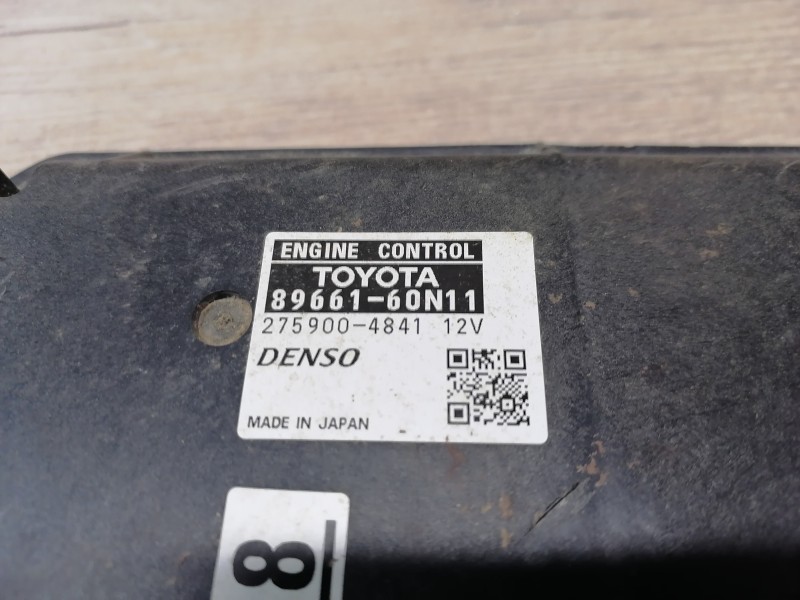 ENGINE CONTROL
TOYOTA
89661-60N11
275900-4841 12V
DENSO
MADE IN JAPAN
8